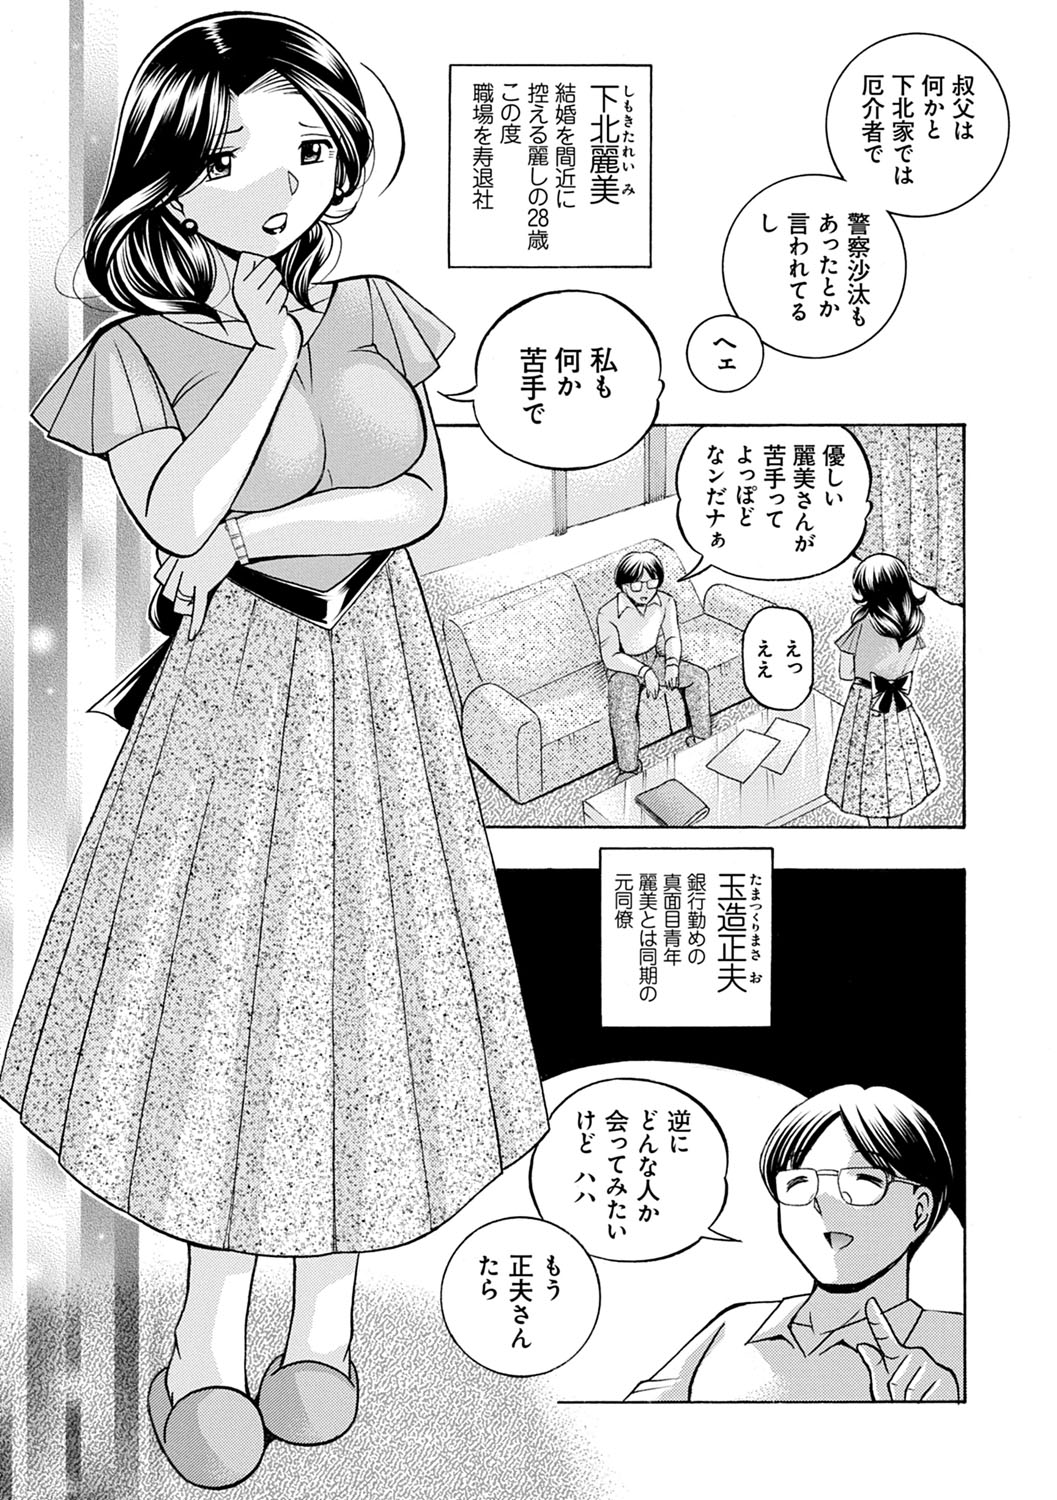 叔父は
何かと
下北家では
厄介者で
警察沙汰も
あったとか
言われてる
し
ヘェ
しもきたれいみ
下北麗美
結婚を間近に
控える麗しの28歳
この度
職場を寿退社
私も
何か
苦手で
優しい
麗美さんが
苦手って
よっぽど
なンだナぁ
えっ
ええ
たまつくりまさお
玉造正夫
銀行勤めの
真面目青年
麗美とは同期の
元同僚
逆に
どんな人か
会ってみたい
けど ハハ
もう
正夫さん
たら